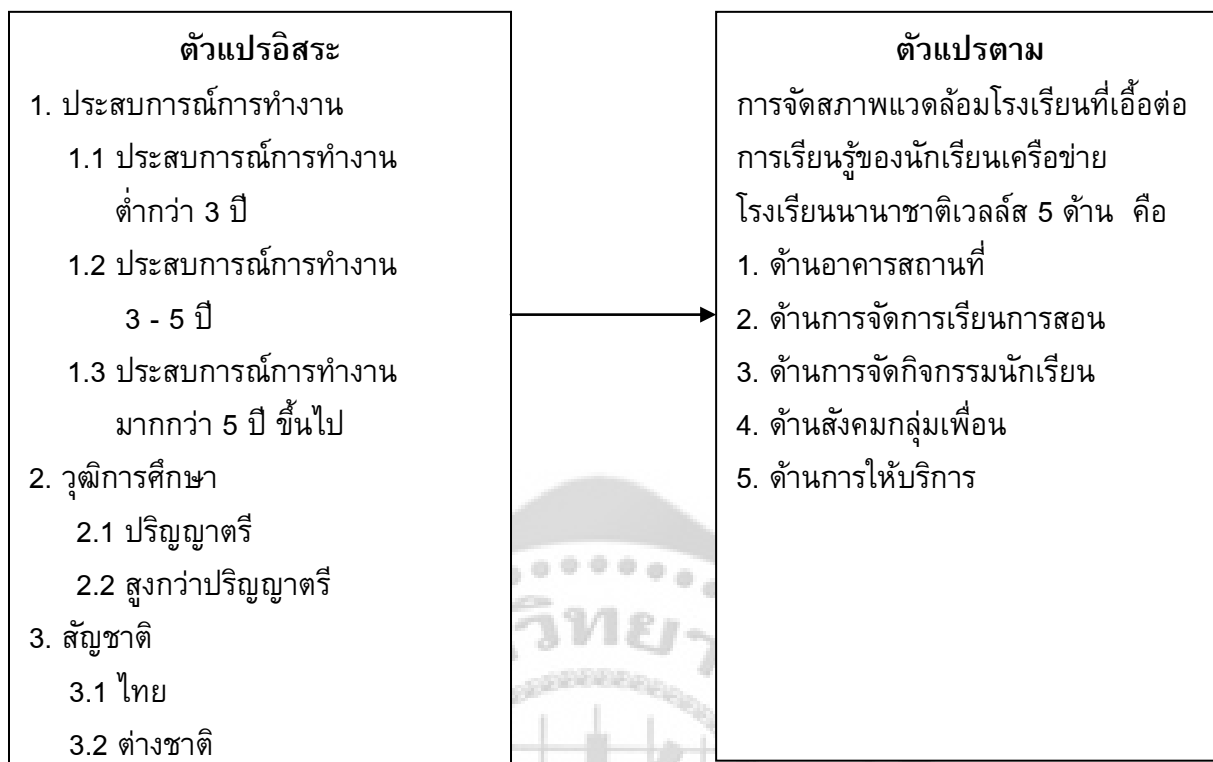 ตัวแปรอิสระ
1. ประสบการณ์การทำงาน
1.1 ประสบการณ์การทำงาน
ต่ำกว่า 3 ปี
1.2 ประสบการณ์การทำงาน
3 - 5 ปี
1.3 ประสบการณ์การทำงาน
มากกว่า 5 ปี ขึ้นไป
2. วุฒิการศึกษา
2.1 ปริญญาตรี
2.2 สูงกว่าปริญญาตรี
3. สัญชาติ
3.1 ไทย
3.2 ต่างชาติ
ตัวแปรตาม
การจัดสภาพแวดล้อมโรงเรียนที่เอื้อต่อ
การเรียนรู้ของนักเรียนเครือข่าย
โรงเรียนนานาชาติเวลล์ส 5 ด้าน คือ
1. ด้านอาคารสถานที่
2. ด้านการจัดการเรียนการสอน
3. ด้านการจัดกิจกรรมนักเรียน
4. ด้านสังคมกลุ่มเพื่อน
5. ด้านการให้บริการ